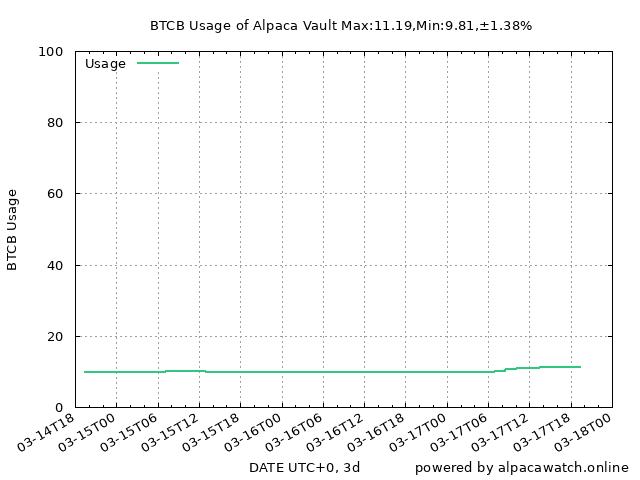 BTCB Usage of Alpaca Vault Max:11.19,Min:9.81,±1.38%
Usage
100
80
60
40
20
0
BTCB Usage
03-14T18
03-15T00
03-15T06
03-15T12
03-15T18
03-16T00
03-16T06
03-16T12
03-16T18
03-17T00
03-17T06
03-17T12
03-17T18
03-18T00
DATE UTC+0, 3d
powered by alpacawatch.online